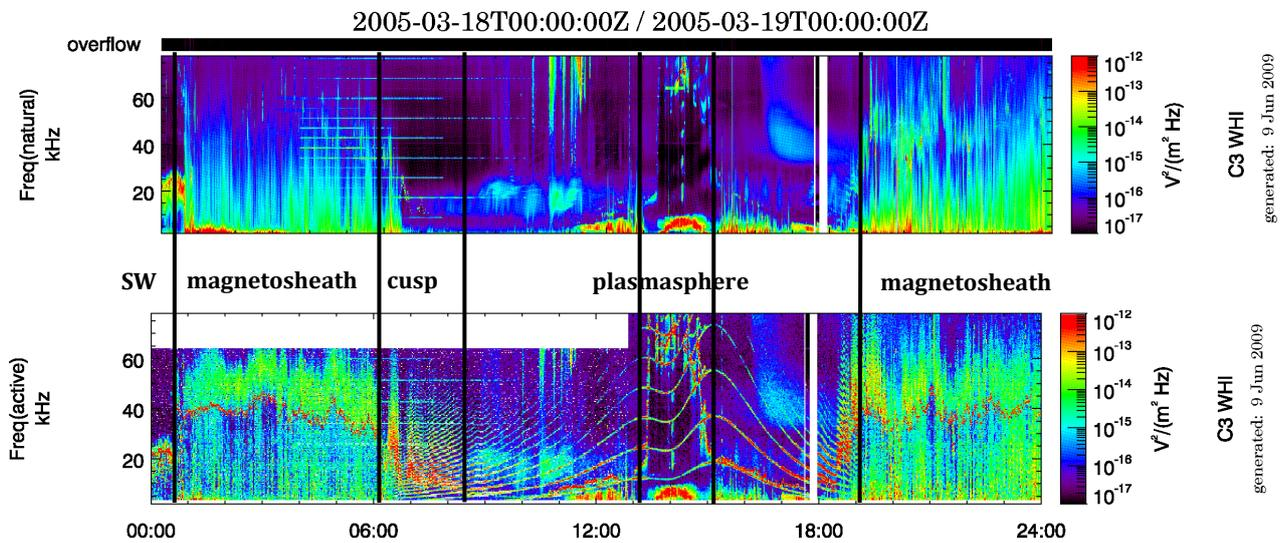 2005-03-18T00:00:00Z / 2005-03-19T00:00:00Z
overflow
Freq(natural)
kHz
60
40
20
10-12
10-13
10-14
10-15
10-16
10-17
V²/(m² Hz)
C3 WHI
generated: 9 Jun 2009
SW magnetosheath cusp plasmasphere magnetosheath
Freq(active)
kHz
60
40
20
10-12
10-13
10-14
10-15
10-16
10-17
V²/(m² Hz)
C3 WHI
generated: 9 Jun 2009
00:00 06:00 12:00 18:00 24:00